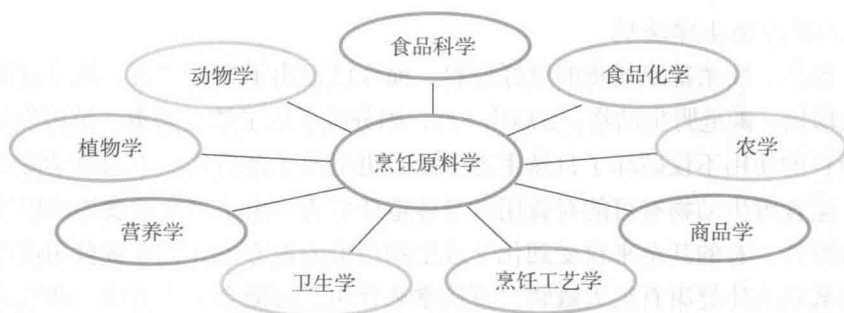 食品科学
动物学
食品化学
植物学
烹饪原料学
农学
营养学
商品学
卫生学
烹饪工艺学